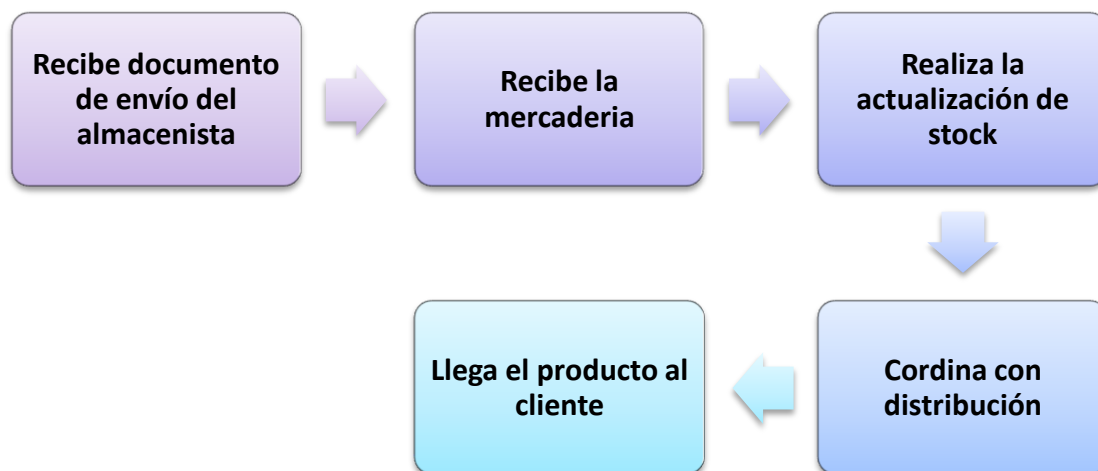 Recibe documento
de envío del
almacenista
Recibe la
mercaderia
Realiza la
actualización de
stock
Cordina con
distribución
Llega el producto al
cliente